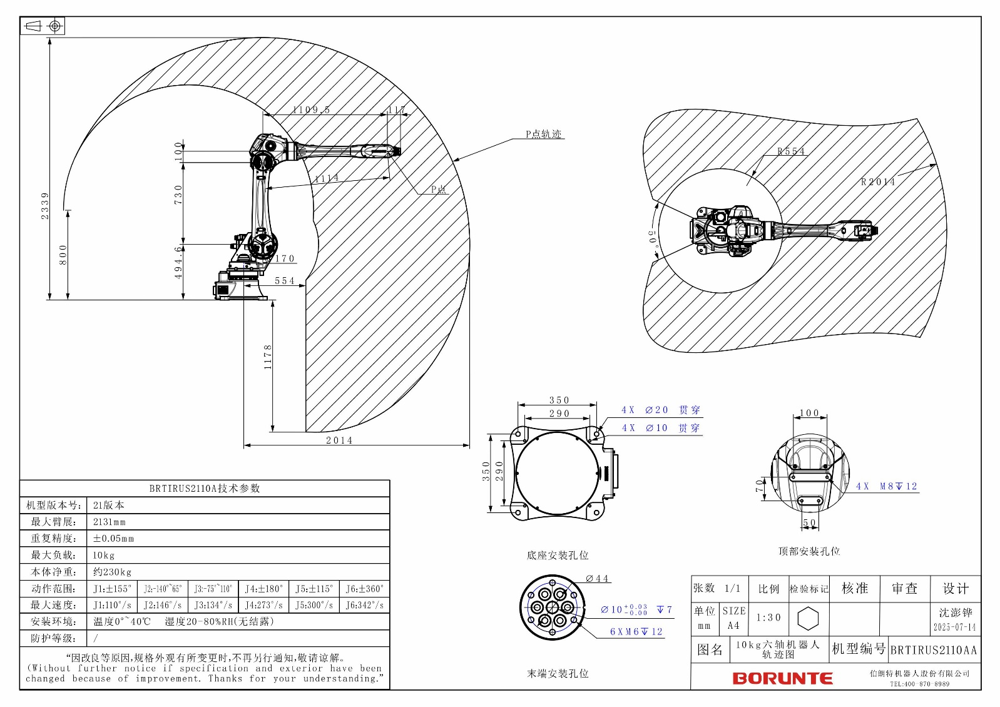 1109.5
117
100
730
494.6
2339
800
1114
P点
P点轨迹
170
554
1178
2014
R554
R2014
50°
350
290
350
290
4X ∅20 贯穿
4X ∅10 贯穿
底座安装孔位
100
70
50
4X M8↧12
顶部安装孔位
∅44
∅10 +0.03 -0.00 ↧7
6XM6↧12
末端安装孔位
BRTIRUS2110A技术参数
机型版本号: 21版本
最大臂展: 2131mm
重复精度: ±0.05mm
最大负载: 10kg
本体净重: 约230kg
动作范围: J1:±155° J2:-140°~65° J3:-75°~110° J4:±180° J5:±115° J6:±360°
最大速度: J1:110°/s J2:146°/s J3:134°/s J4:273°/s J5:300°/s J6:342°/s
安装环境: 温度0°~40℃ 湿度20-80%RH(无结露)
防护等级: /
“因改良等原因,规格外观有所变更时,不再另行通知,敬请谅解。
(Without further notice if specification and exterior have been
changed because of improvement. Thanks for your understanding.”
张数 1/1 比例 检验标记 核准 审查 设计
单位 mm SIZE A4 1:30 沈澎铧
2025-07-14
图名 10kg六轴机器人
轨迹图
机型编号 BRTIRUS2110AA
BORUNTE
伯朗特机器人股份有限公司
TEL:400-870-8989